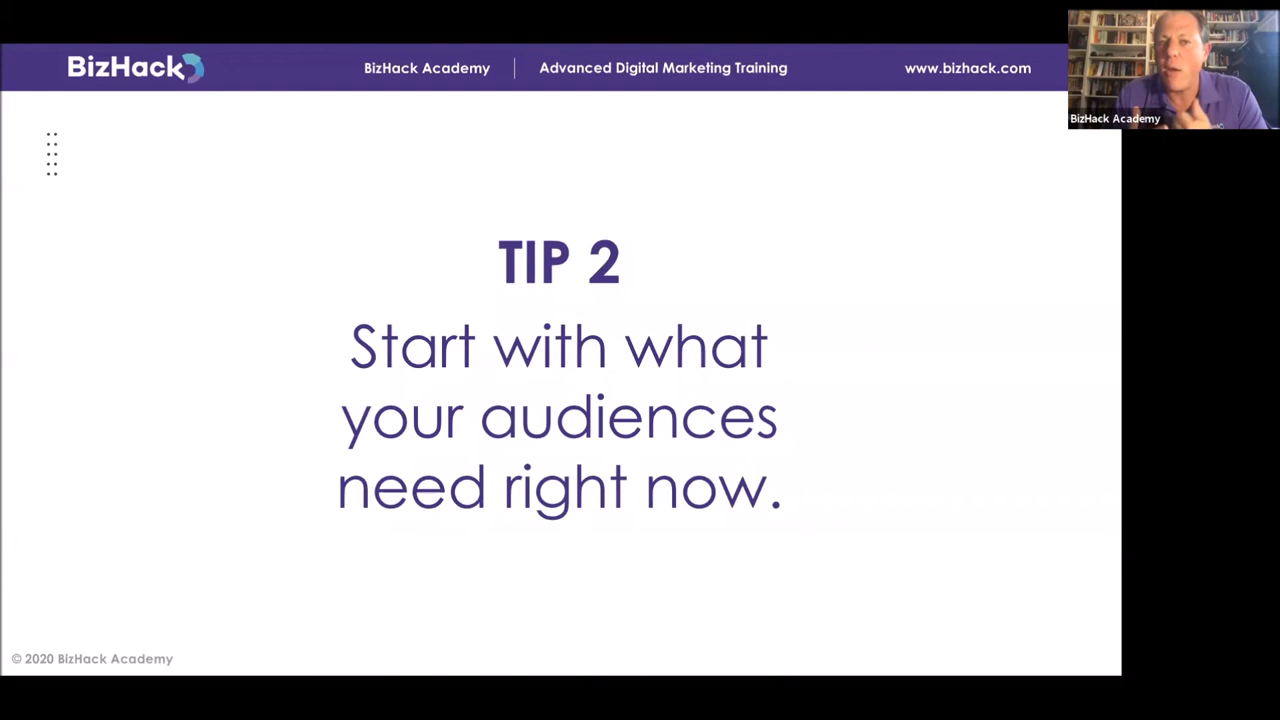 BizHack
BizHack Academy
Advanced Digital Marketing Training
www.bizhack.com
BizHack Academy
TIP 2
Start with what
your audiences
need right now.
© 2020 BizHack Academy